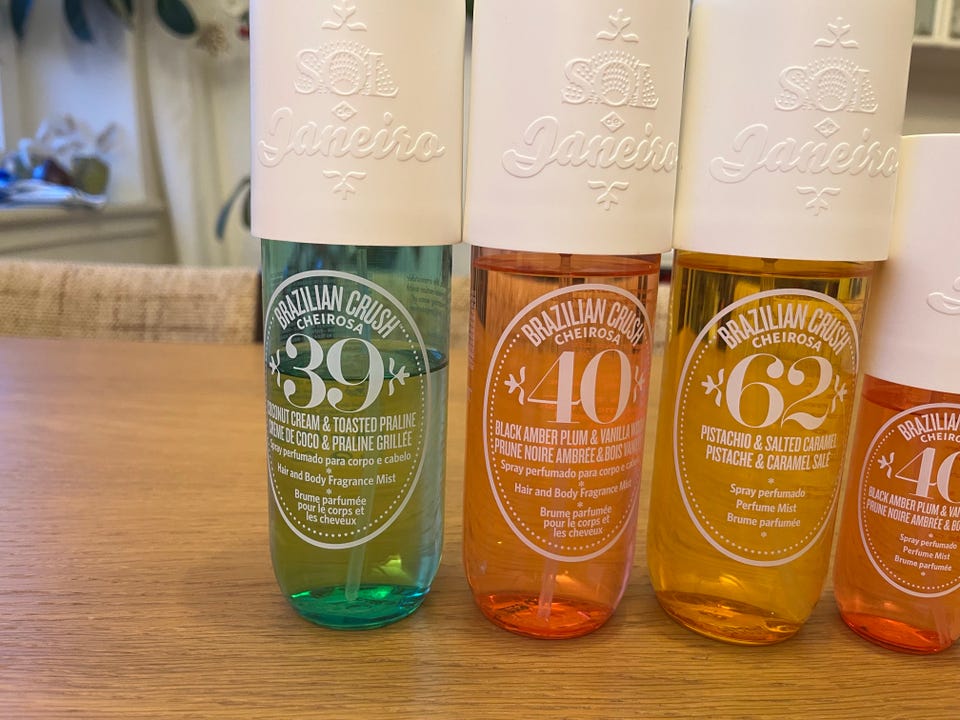 SOL
de
Janeiro
BRAZILIAN CRUSH
CHEIROSA
39
COCONUT CREAM & TOASTED PRALINE
CRÈME DE COCO & PRALINE GRILLÉE
Spray perfumado para corpo e cabelo
*
Hair and Body Fragrance Mist
*
Brume parfumée
pour le corps et
les cheveux
SOL
de
Janeiro
BRAZILIAN CRUSH
CHEIROSA
40
BLACK AMBER PLUM & VANILLA
PRUNE NOIRE AMBRÉE & BOIS
Spray perfumado para corpo e cabelo
*
Hair and Body Fragrance Mist
*
Brume parfumée
pour le corps et
les cheveux
SOL
de
Janeiro
BRAZILIAN CRUSH
CHEIROSA
62
PISTACHIO & SALTED CARAMEL
PISTACHE & CARAMEL SALÉ
*
Spray perfumado
Perfume Mist
Brume parfumée
*
40
BLACK AMBER PLUM &
PRUNE NOIRE AMBRÉE &
*
Spray perfumado
Perfume Mist
Brume parfumée
*